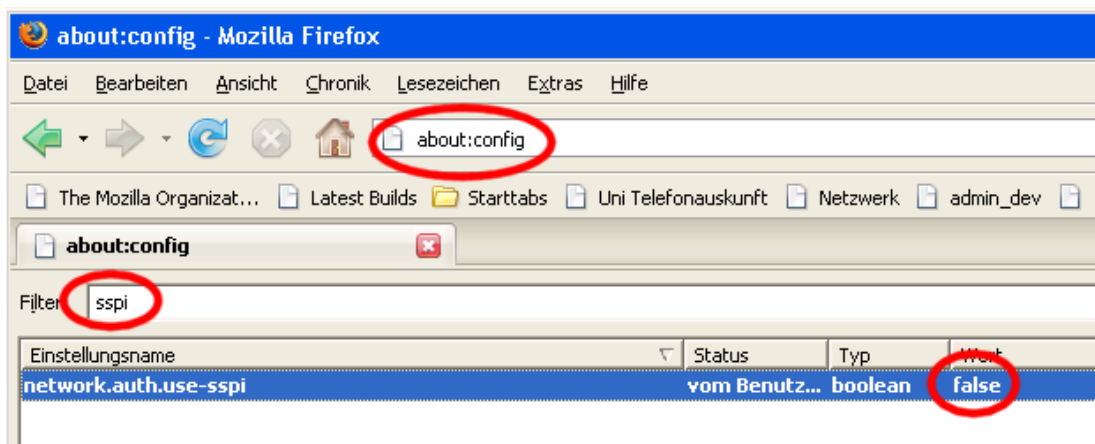 about:config - Mozilla Firefox
Datei Bearbeiten Ansicht Chronik Lesezeichen Extras Hilfe
about:config
The Mozilla Organizat... Latest Builds Starttabs Uni Telefonauskunft Netzwerk admin_dev
about:config
Filter: sspi
Einstellungsname Status Typ Wert
network.auth.use-sspi vom Benutz... boolean false